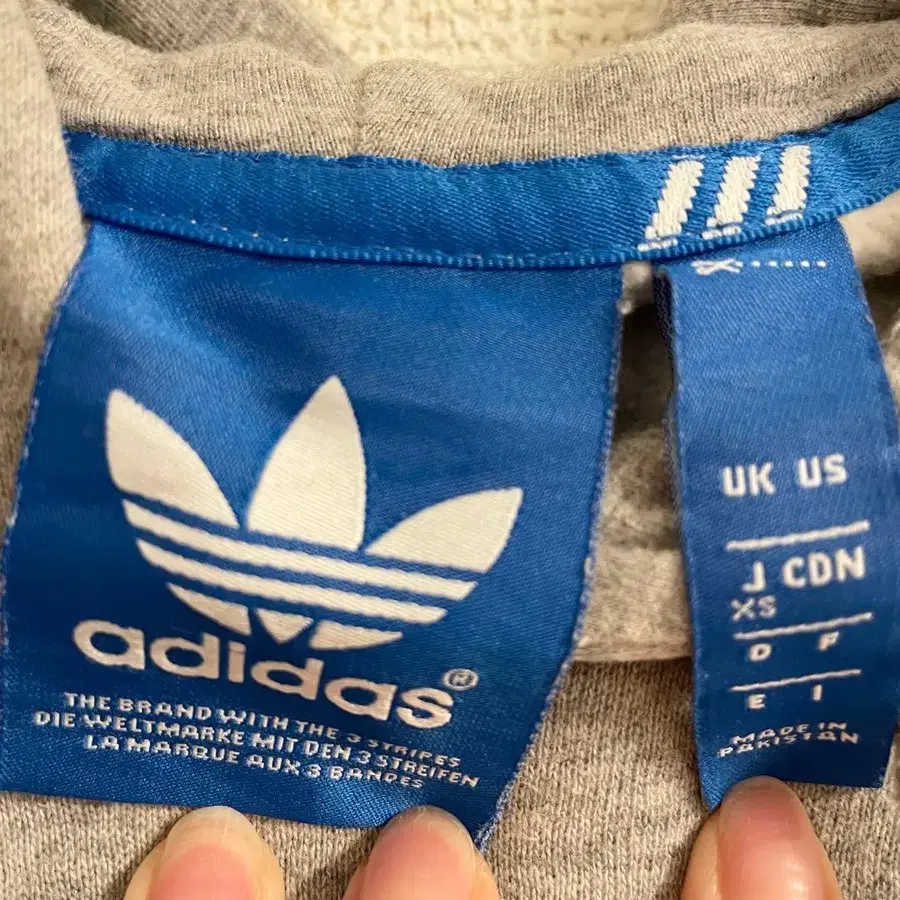 adidas®
THE BRAND WITH THE 3 STRIPES
DIE WELTMARKE MIT DEN 3 STREIFEN
LA MARQUE AUX 3 BANDES
UK US
J CDN
XS
D F
E I
MADE IN
PAKISTAN